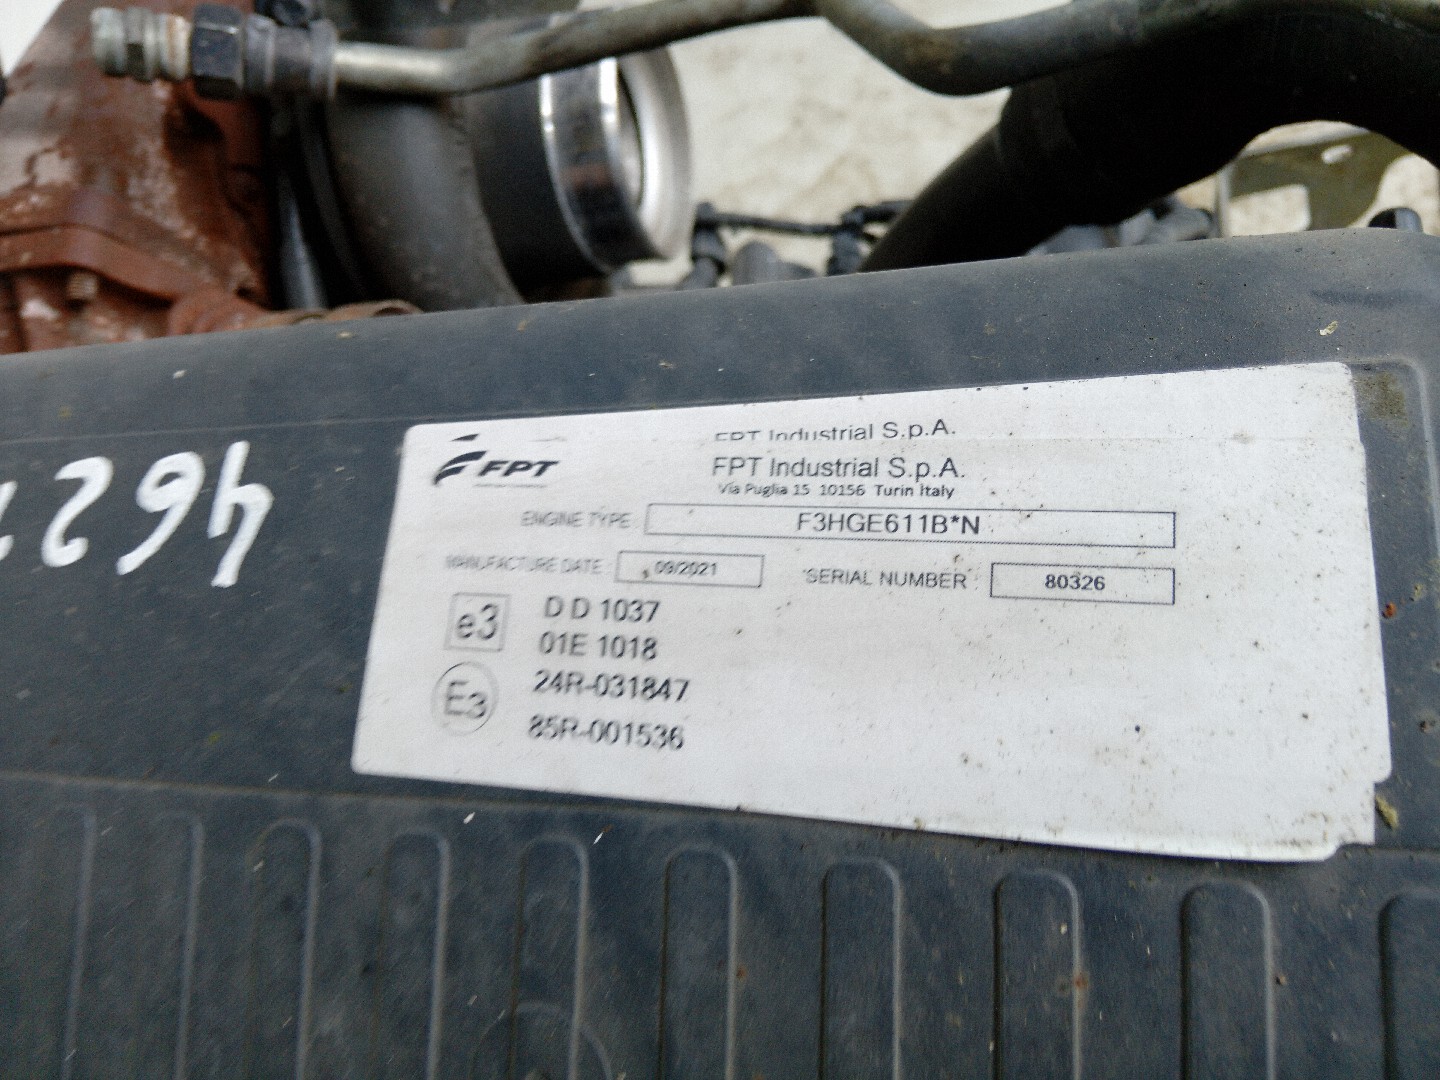 FPT Industrial S.p.A.
FPT
FPT Industrial S.p.A.
Via Puglia 15 10156 Turin Italy
ENGINE TYPE F3HGE611B*N
MANUFACTURE DATE : 09/2021 SERIAL NUMBER : 80326
e3 D D 1037
01E 1018
E3 24R-031847
85R-001536
462